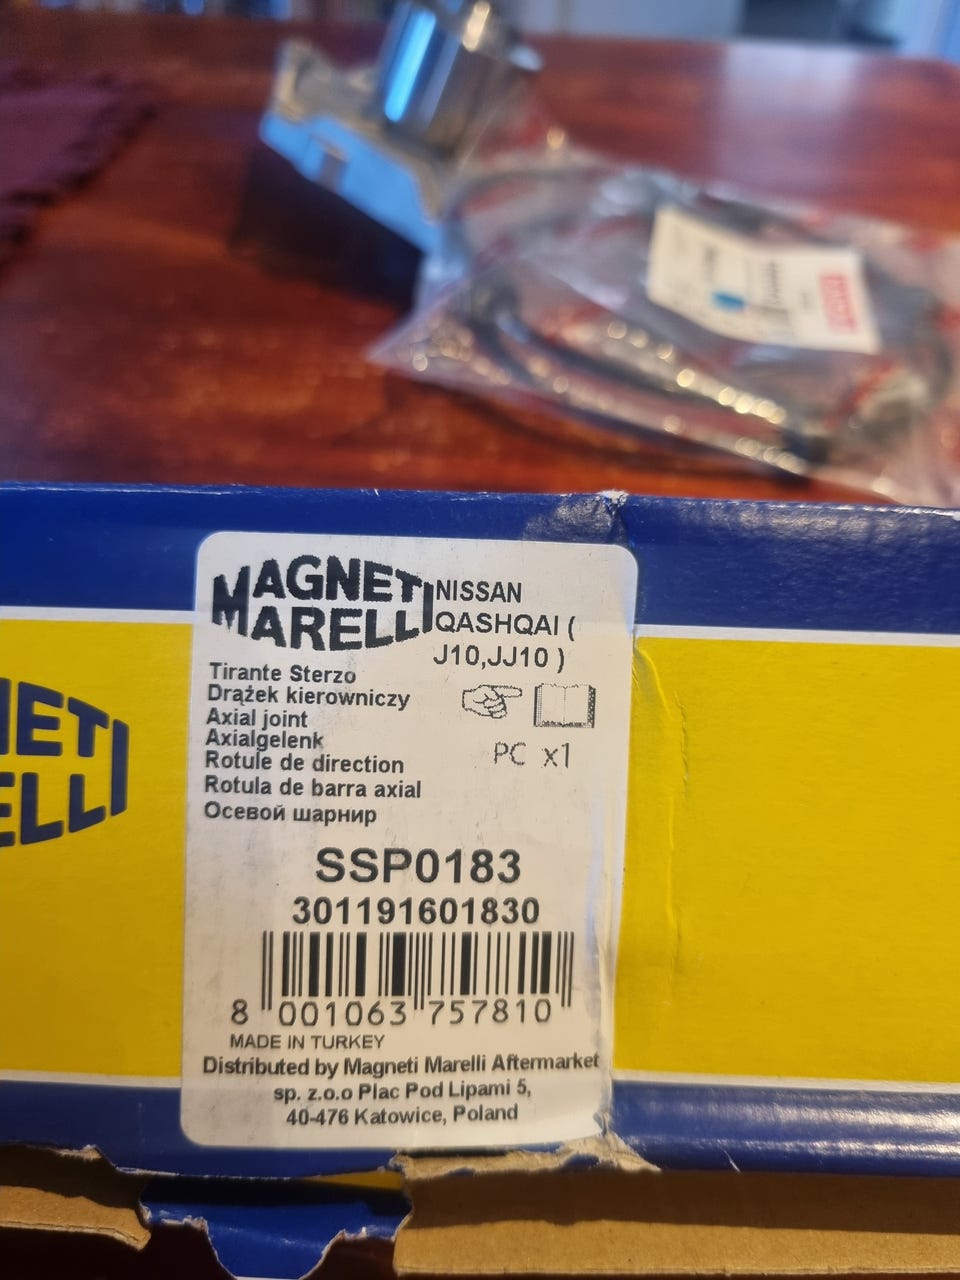 MAGNETI
MARELLI
NISSAN
QASHQAI (
J10,JJ10 )
Tirante Sterzo
Drążek kierowniczy
Axial joint
Axialgelenk
Rotule de direction
Rotula de barra axial
Осевой шарнир
PC x1
SSP0183
301191601830
8 001063 757810
MADE IN TURKEY
Distributed by Magneti Marelli Aftermarket
sp. z.o.o Plac Pod Lipami 5,
40-476 Katowice, Poland
NETI
ELLI